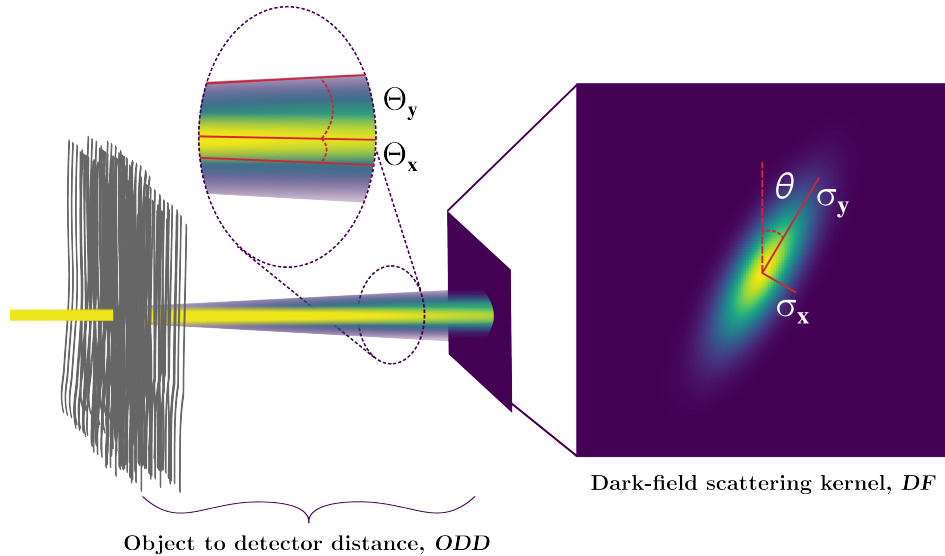 Θy
Θx
θ
σy
σx
Dark-field scattering kernel, DF
Object to detector distance, ODD